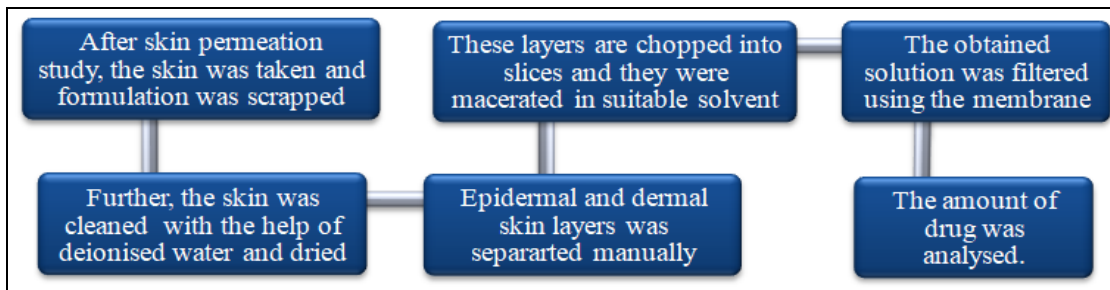 After skin permeation
study, the skin was taken and
formulation was scrapped
Further, the skin was
cleaned with the help of
deionised water and dried
Epidermal and dermal
skin layers was
separarted manually
These layers are chopped into
slices and they were
macerated in suitable solvent
The obtained
solution was filtered
using the membrane
The amount of
drug was
analysed.